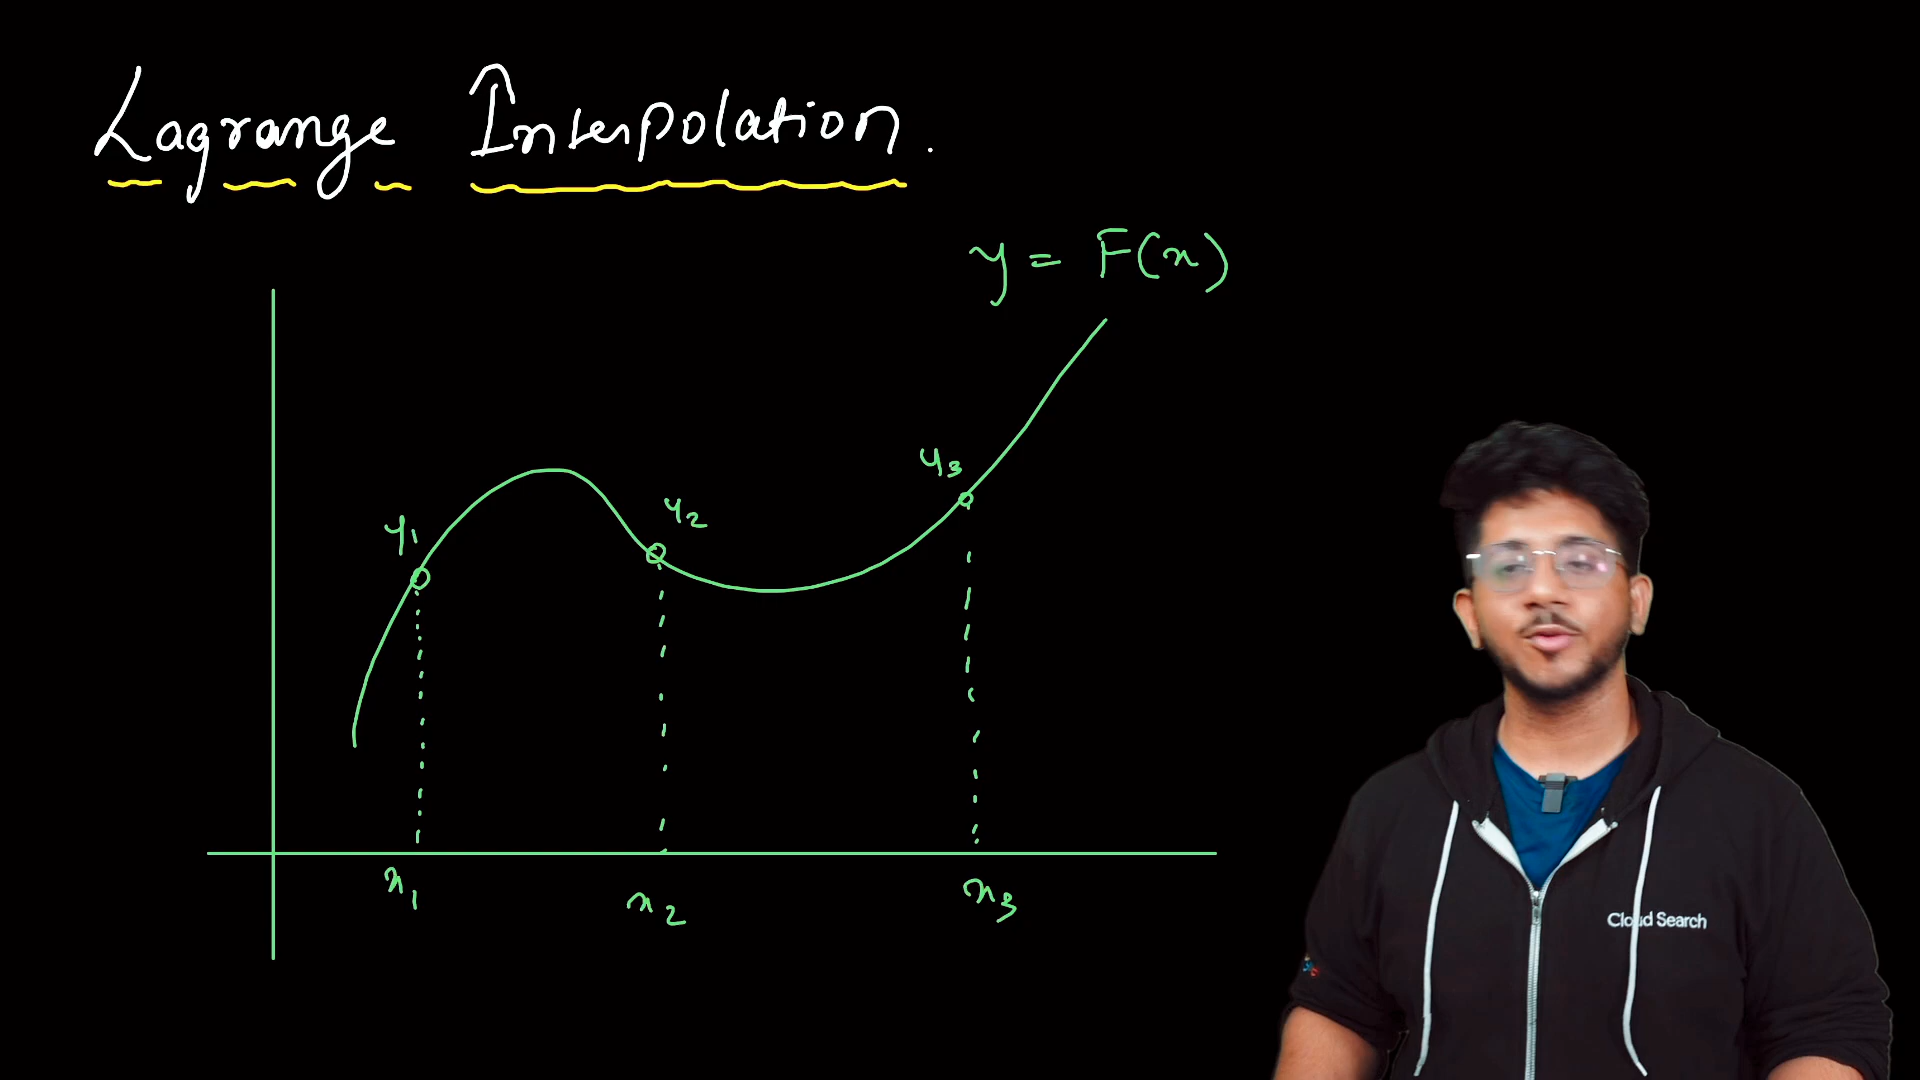 Lagrange Interpolation.
y = F(x)
y3
y2
y1
x1
x2
x3
Cloud Search